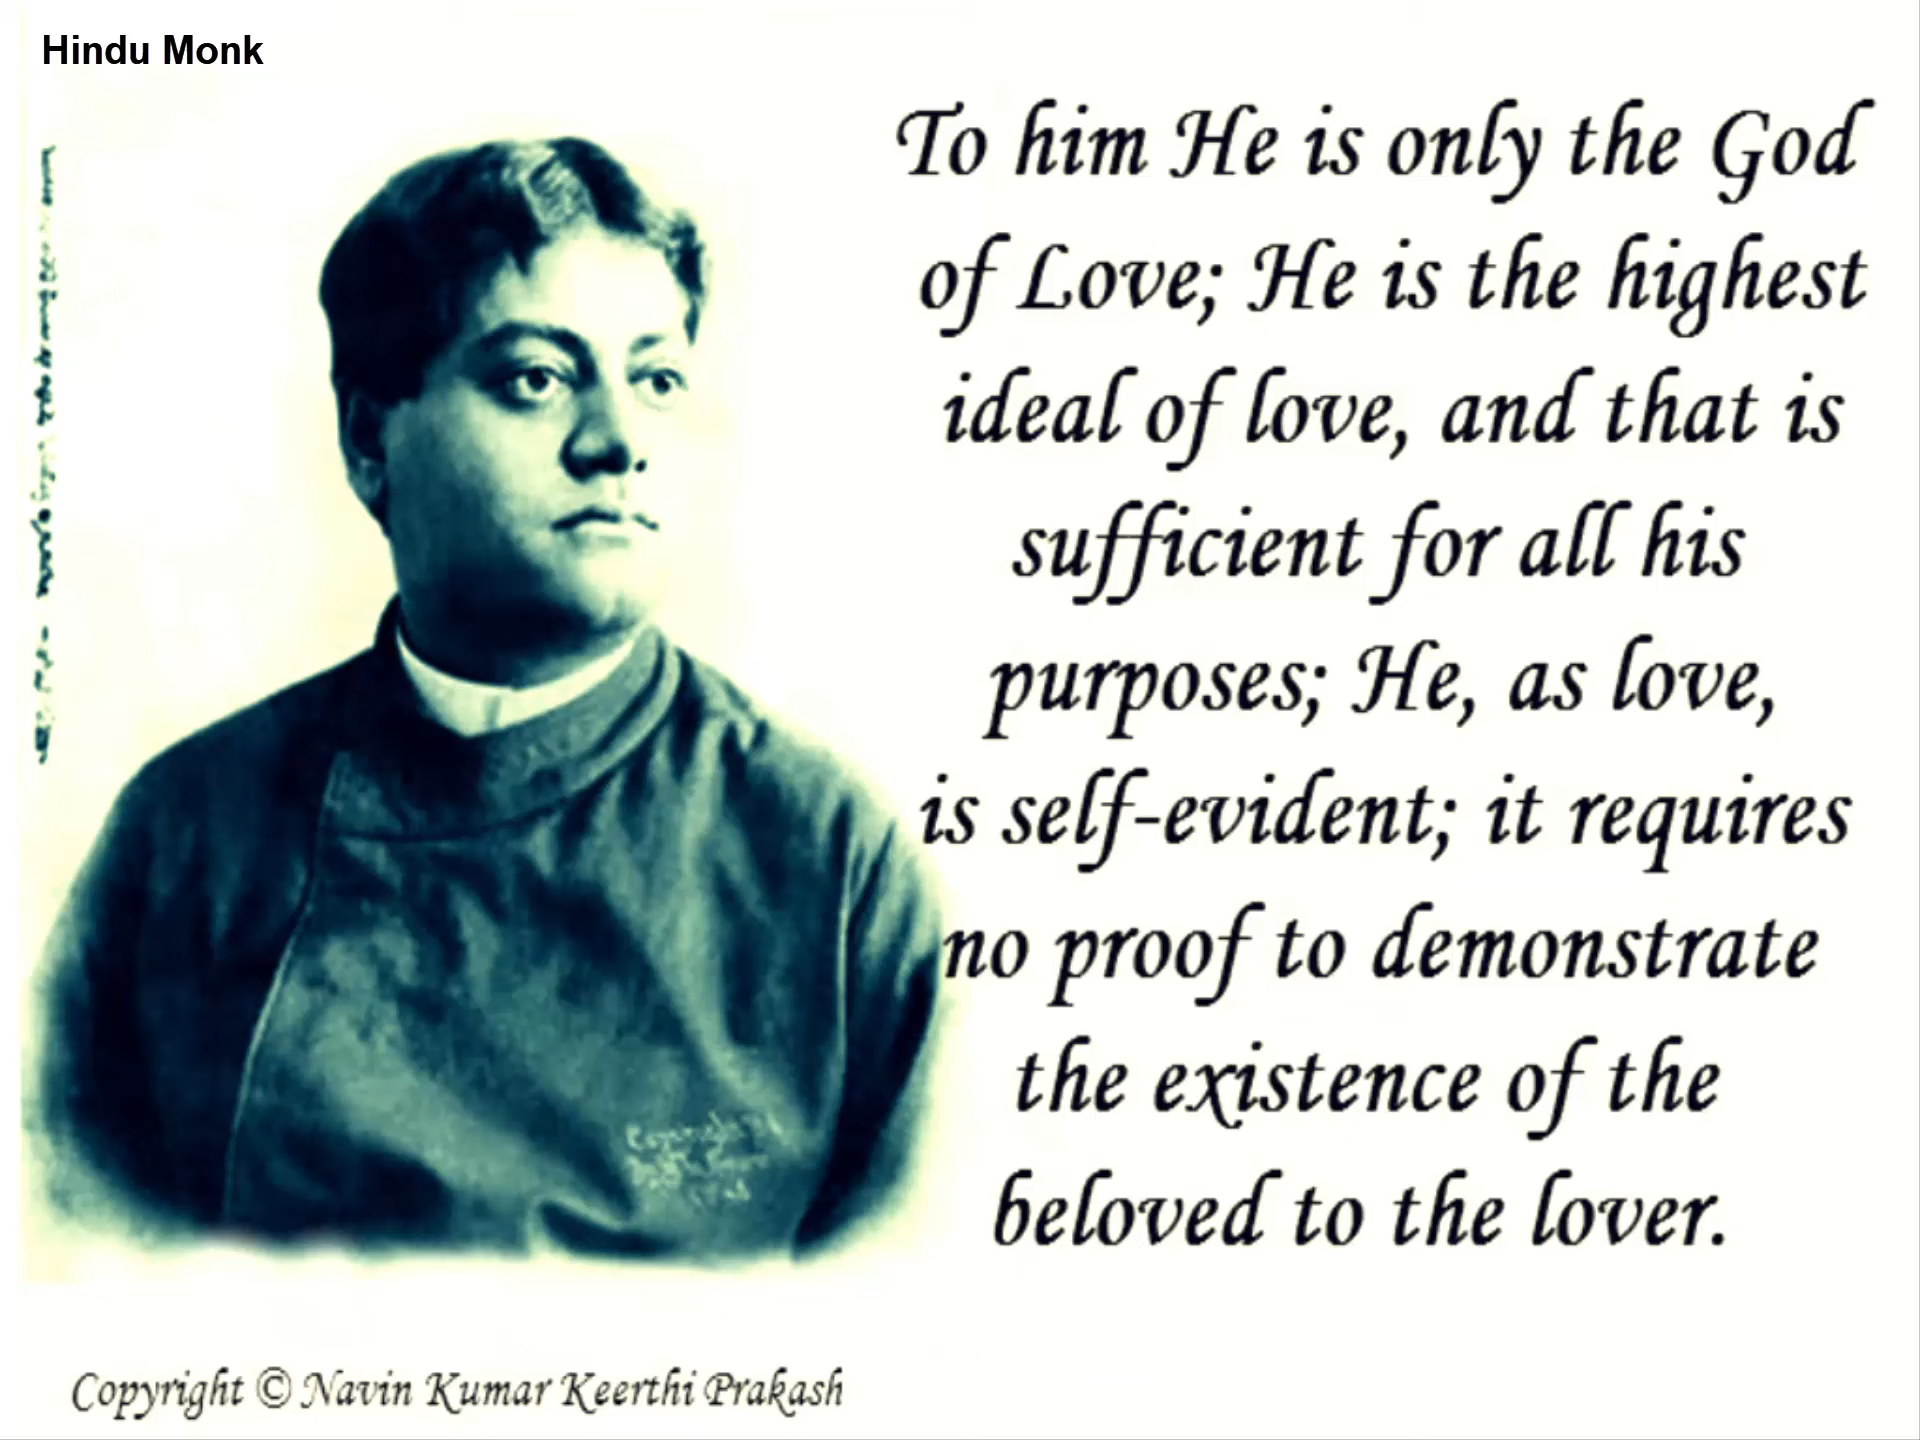 Hindu Monk
To him He is only the God
of Love; He is the highest
ideal of love, and that is
sufficient for all his
purposes; He, as love,
is self-evident; it requires
no proof to demonstrate
the existence of the
beloved to the lover.
Copyright © Navin Kumar Keerthi Prakash